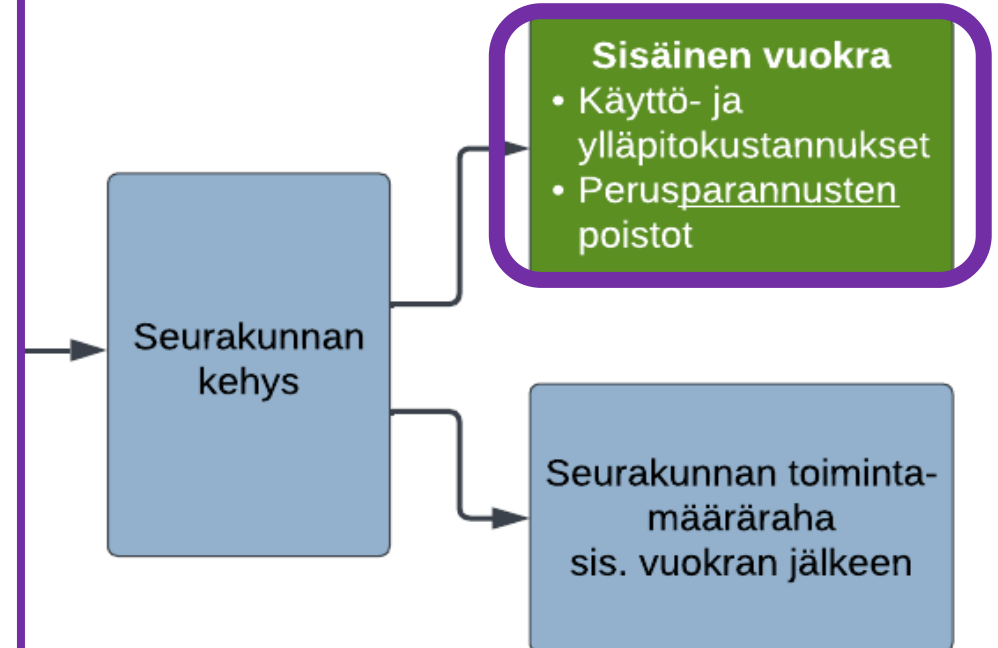 Sisäinen vuokra
• Käyttö- ja
ylläpitokustannukset
• Perusparannusten
poistot
Seurakunnan
kehys
Seurakunnan toiminta-
määräraha
sis. vuokran jälkeen